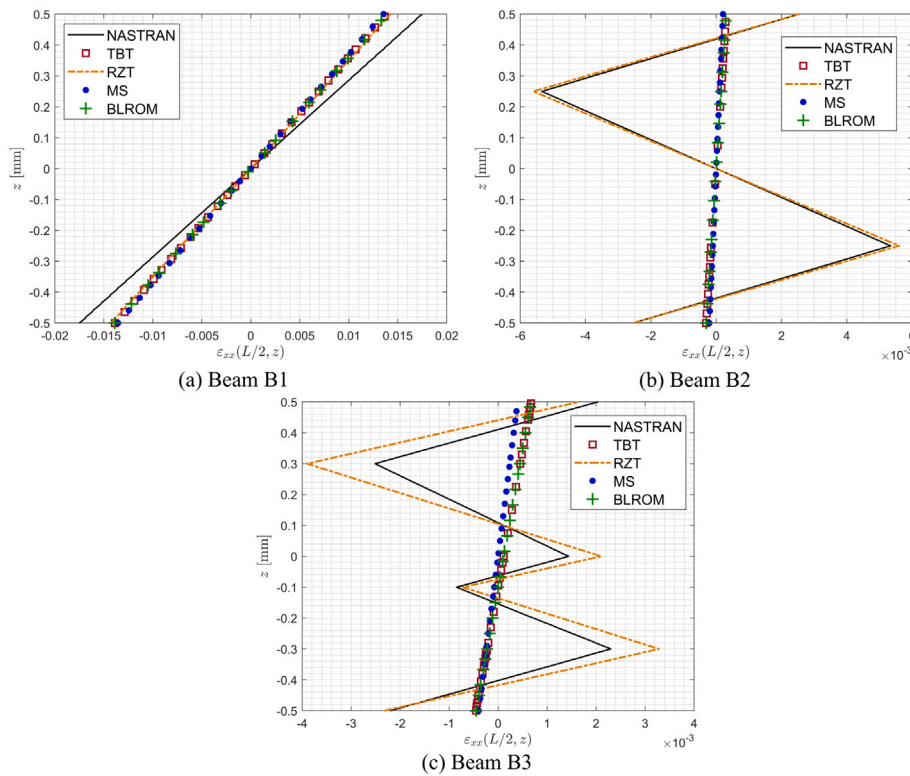 0.5
0.4
0.3
0.2
0.1
0
-0.1
-0.2
-0.3
-0.4
-0.5
z [mm]
NASTRAN
TBT
RZT
MS
BLROM
-0.02 -0.015 -0.01 -0.005 0 0.005 0.01 0.015 0.02
εxx(L/2, z)
(a) Beam B1
0.5
0.4
0.3
0.2
0.1
0
-0.1
-0.2
-0.3
-0.4
-0.5
z [mm]
NASTRAN
TBT
RZT
MS
BLROM
-6 -4 -2 0 2 4 6
εxx(L/2, z)
×10⁻³
(b) Beam B2
0.5
0.4
0.3
0.2
0.1
0
-0.1
-0.2
-0.3
-0.4
-0.5
z [mm]
NASTRAN
TBT
RZT
MS
BLROM
-4 -3 -2 -1 0 1 2 3 4
εxx(L/2, z)
×10⁻³
(c) Beam B3